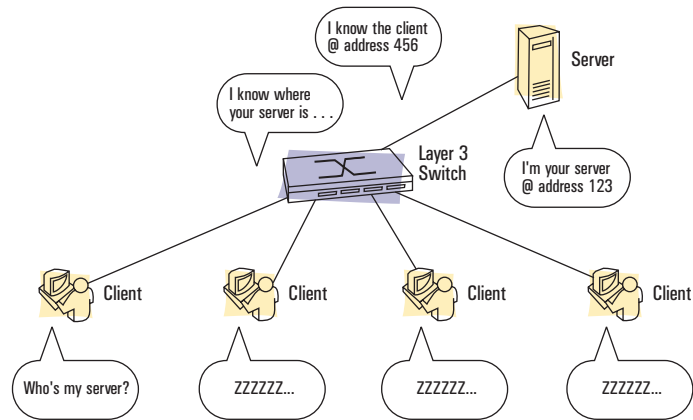 I know the client
@ address 456
Server
I know where
your server is . . .
Layer 3
Switch
I'm your server
@ address 123
Client
Client
Client
Client
Who's my server?
ZZZZZZ...
ZZZZZZ...
ZZZZZZ...